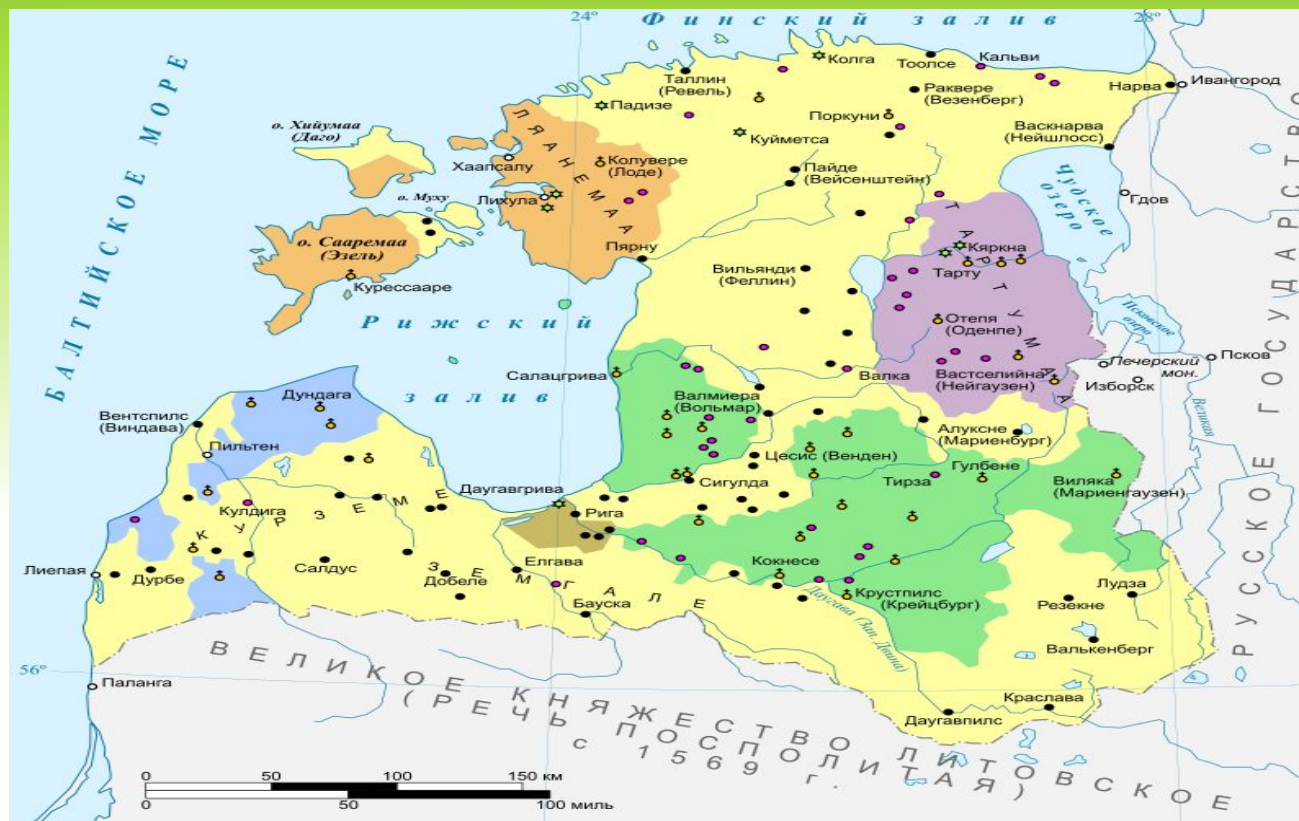 24°
Финский залив
28°
БАЛТИЙСКОЕ МОРЕ
Колга
Тоолсе
Кальви
Таллин
(Ревель)
Падизе
Раквере
(Везенберг)
Нарва
Ивангород
Поркуни
Куйметса
Васкнарва
(Нейшлосс)
о. Хийумаа
(Даго)
ЛЯАНЕМАА
Хаапсалу
Колувере
(Лоде)
Пайде
(Вейсенштейн)
Чудское
озеро
Гдов
о. Муху
Лихула
о. Сааремаа
(Эзель)
Пярну
ТАРТУМАА
Кяркна
Тарту
Курессааре
Вильянди
(Феллин)
Рижский
залив
Отепя
(Оденпе)
Псковское
озеро
Псков
Печерский
мон.
Изборск
Великая
Салацгрива
Валка
Вастселийна
(Нейгаузен)
Дундага
Валмиера
(Вольмар)
Вентспилс
(Виндава)
Пильтен
Алуксне
(Мариенбург)
Цесис (Венден)
Гулбене
Сигулда
Тирза
Виляка
(Мариенгаузен)
Даугавгрива
Кулдига
КУРЗЕМЕ
Рига
Лиепая
Дурбе
Салдус
Добеле
Елгава
ЗЕМГАЛЕ
Бауска
Кокнесе
Крустпилс
(Крейцбург)
Даугава (Зап. Двина)
Лудза
Резекне
Валькенберг
Краслава
Даугавпилс
56°
Паланга
ВЕЛИКОЕ КНЯЖЕСТВО ЛИТОВСКОЕ
(РЕЧЬ ПОСПОЛИТАЯ)
с 1569 г.
РУССКОЕ ГОСУДАРСТВО
0 50 100 150 км
0 50 100 миль